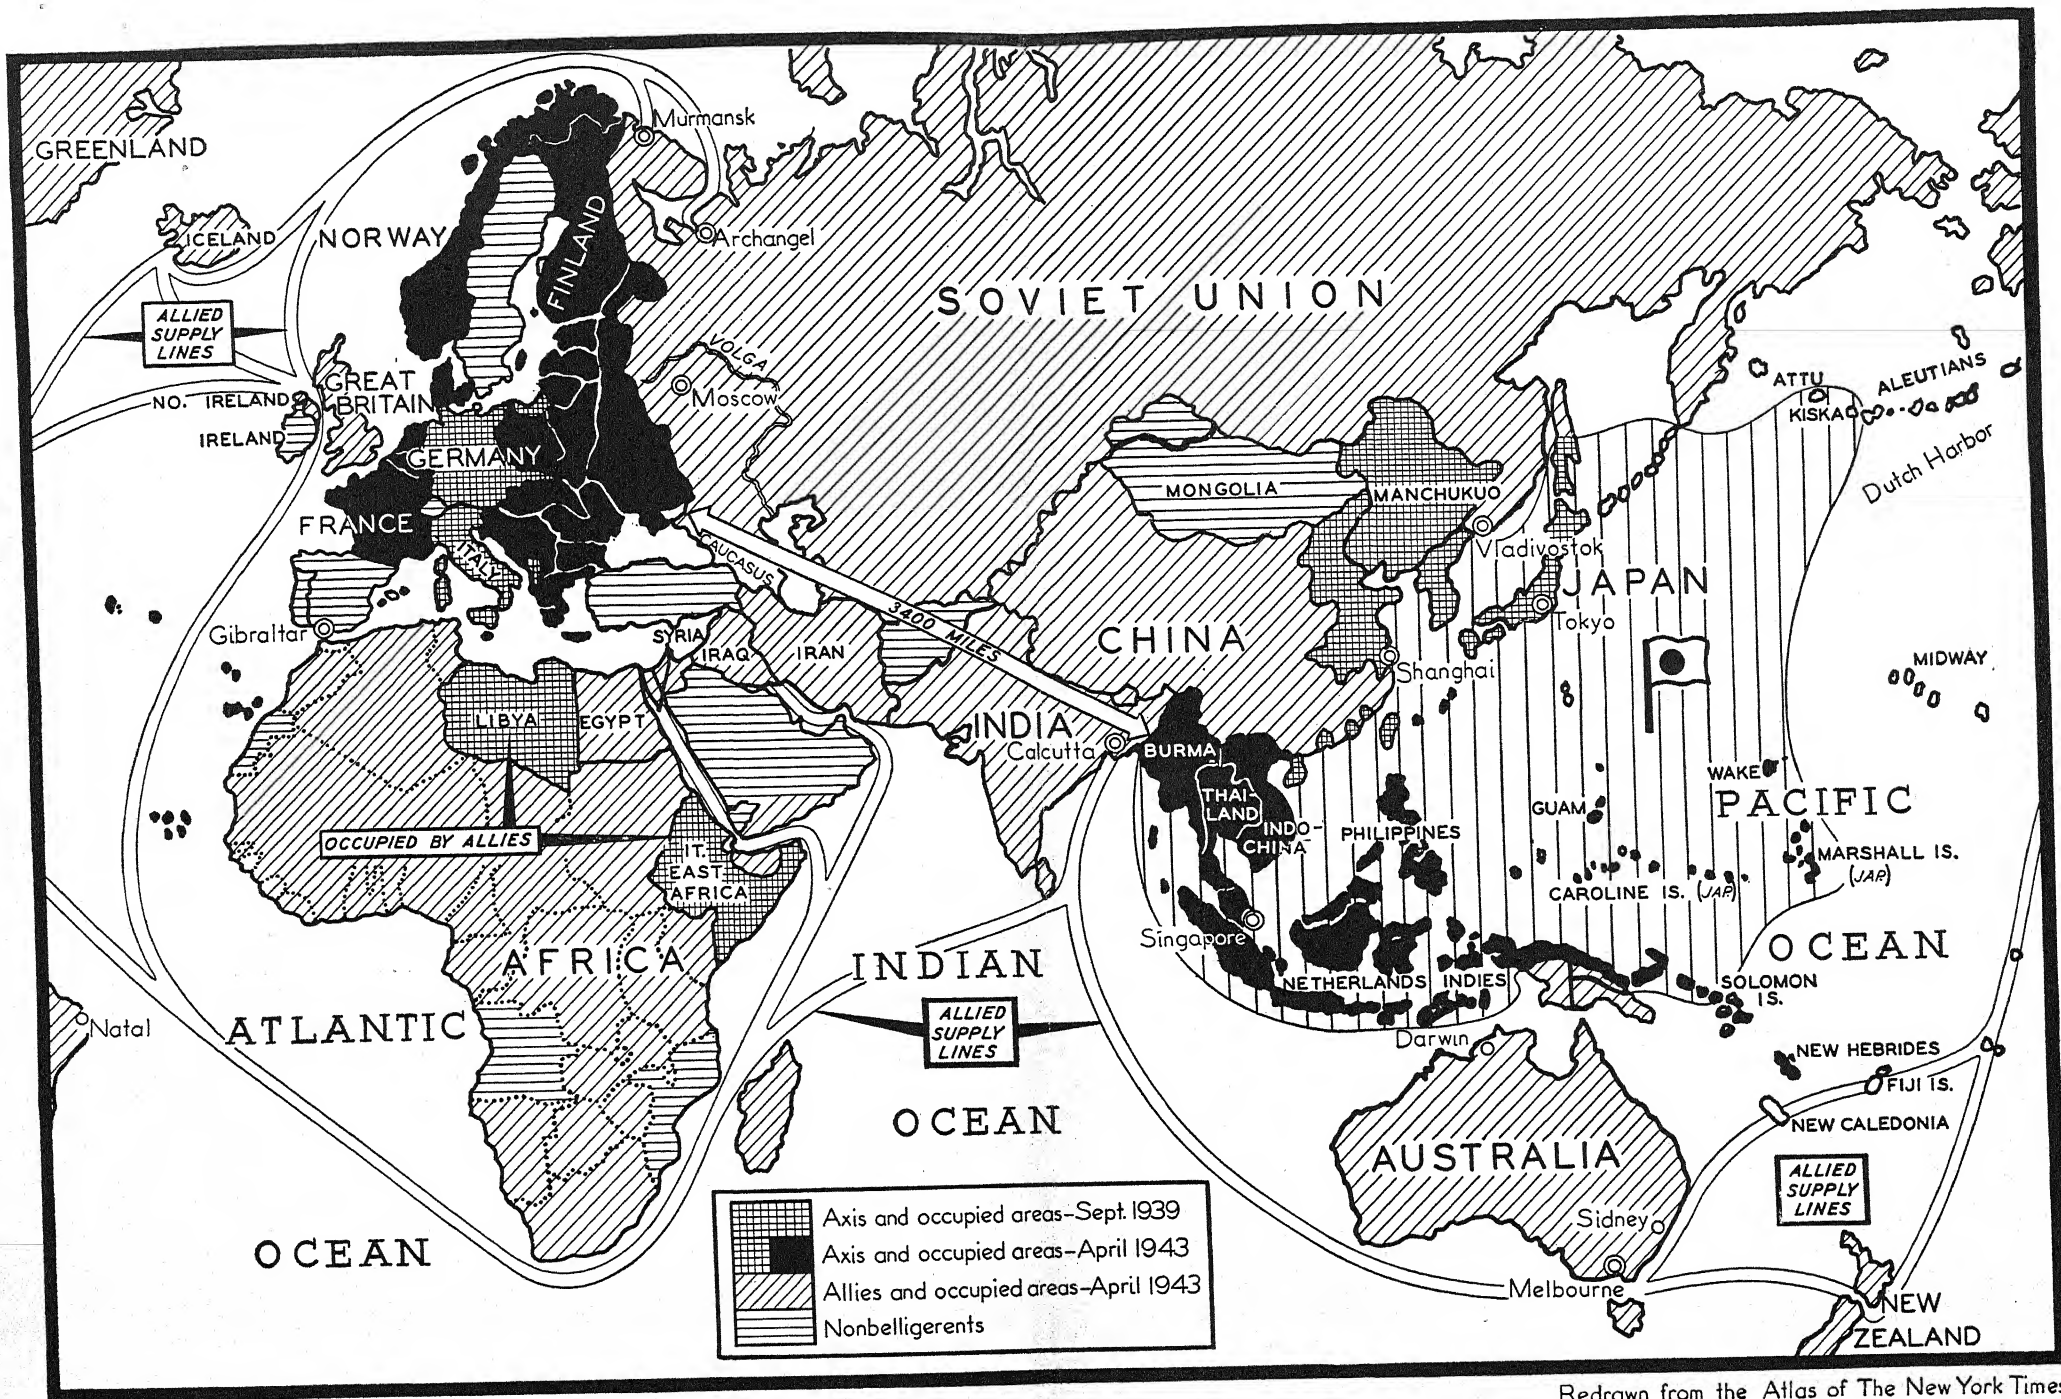 GREENLAND
ICELAND
NORWAY
FINLAND
Murmansk
Archangel
SOVIET UNION
ALLIED
SUPPLY
LINES
VOLGA
Moscow
GREAT
BRITAIN
NO. IRELAND
IRELAND
GERMANY
FRANCE
ITALY
CAUCASUS
3400 MILES
MONGOLIA
MANCHUKUO
Vladivostok
JAPAN
Tokyo
ATTU
KISKA
ALEUTIANS
Dutch Harbor
Gibraltar
SYRIA
IRAQ
IRAN
CHINA
Shanghai
MIDWAY
LIBYA
EGYPT
INDIA
Calcutta
BURMA
THAI-
LAND
INDO-
CHINA
PHILIPPINES
GUAM
WAKE
PACIFIC
OCEAN
MARSHALL IS.
(JAP.)
CAROLINE IS. (JAP.)
OCCUPIED BY ALLIES
IT.
EAST
AFRICA
AFRICA
Singapore
NETHERLANDS INDIES
SOLOMON
IS.
Natal
ATLANTIC
OCEAN
INDIAN
OCEAN
ALLIED
SUPPLY
LINES
Darwin
NEW HEBRIDES
FIJI IS.
NEW CALEDONIA
AUSTRALIA
Sidney
Melbourne
ALLIED
SUPPLY
LINES
NEW
ZEALAND
Axis and occupied areas-Sept. 1939
Axis and occupied areas-April 1943
Allies and occupied areas-April 1943
Nonbelligerents
Redrawn from the Atlas of The New York Times